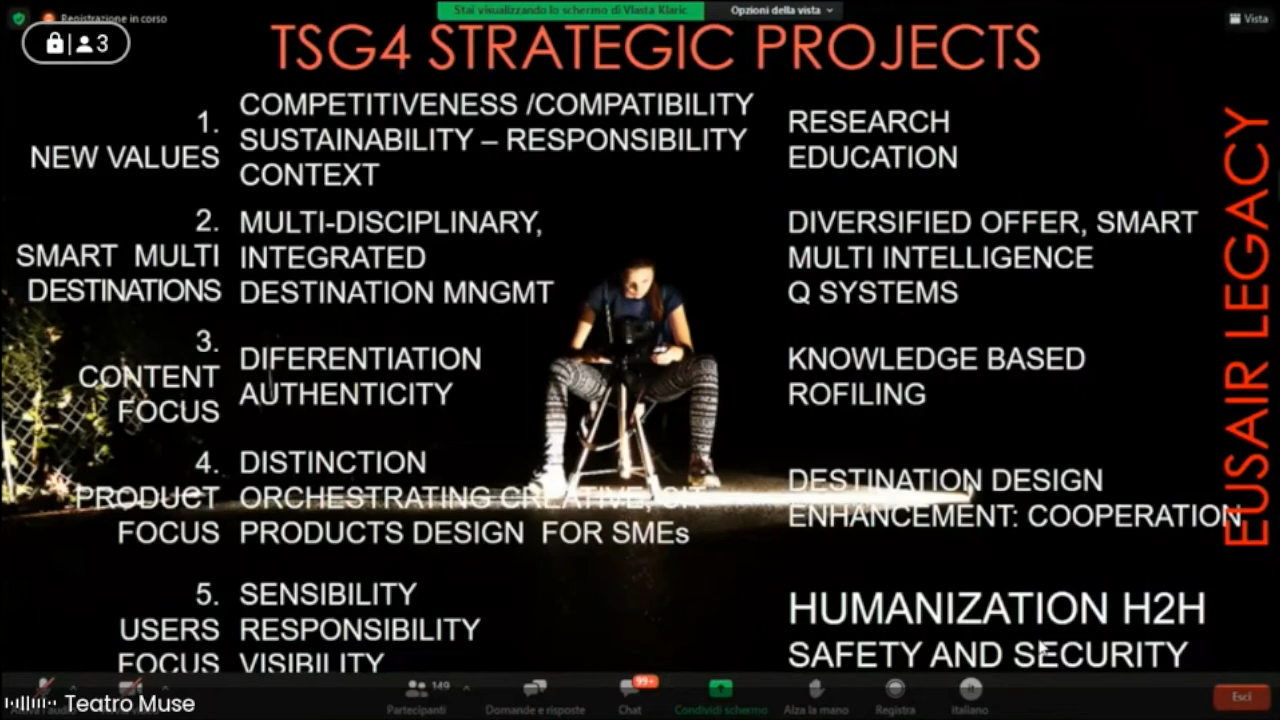 Registrazione in corso
Stai visualizzando lo schermo di Vlasta Klaric
Opzioni della vista
Vista
3
TSG4 STRATEGIC PROJECTS
1.
NEW VALUES
COMPETITIVENESS /COMPATIBILITY
SUSTAINABILITY – RESPONSIBILITY
CONTEXT
RESEARCH
EDUCATION
2.
SMART MULTI
DESTINATIONS
MULTI-DISCIPLINARY,
INTEGRATED
DESTINATION MNGMT
DIVERSIFIED OFFER, SMART
MULTI INTELLIGENCE
Q SYSTEMS
3.
CONTENT
FOCUS
DIFERENTIATION
AUTHENTICITY
KNOWLEDGE BASED
ROFILING
4.
PRODUCT
FOCUS
DISTINCTION
ORCHESTRATING CREATIVE,
PRODUCTS DESIGN FOR SMEs
DESTINATION DESIGN
ENHANCEMENT: COOPERATION
5.
USERS
FOCUS
SENSIBILITY
RESPONSIBILITY
VISIBILITY
HUMANIZATION H2H
SAFETY AND SECURITY
EUSAIR LEGACY
Teatro Muse
149
Partecipanti
Domande e risposte
99+
Chat
Condividi schermo
Alza la mano
Registra
Italiano
Esci